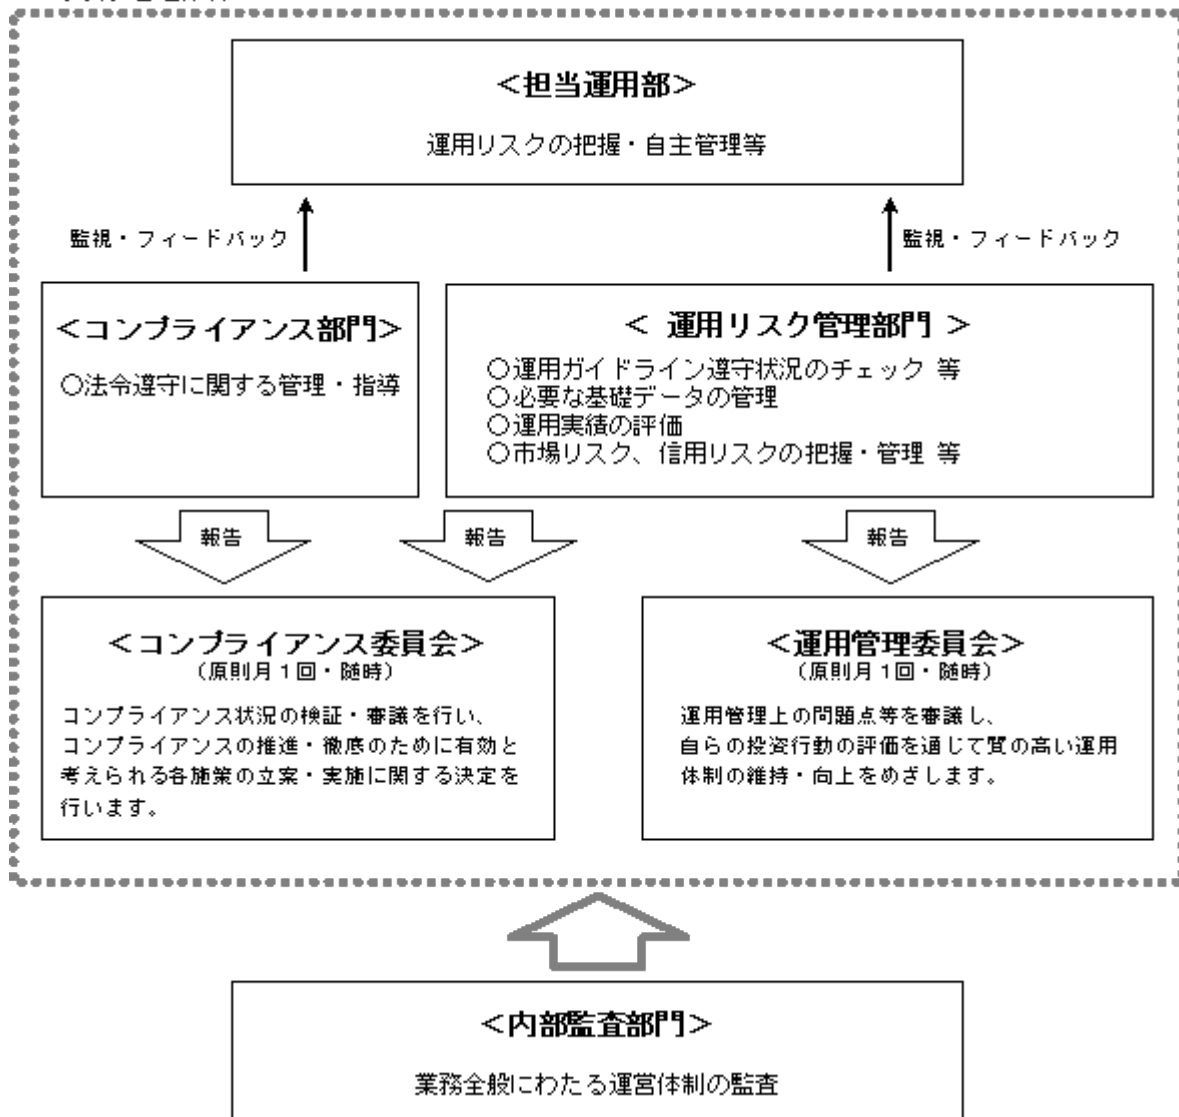 ＜担当運用部＞
運用リスクの把握・自主管理等
監視・フィードバック
監視・フィードバック
＜コンプライアンス部門＞
○法令遵守に関する管理・指導
＜ 運用リスク管理部門 ＞
○運用ガイドライン遵守状況のチェック 等
○必要な基礎データの管理
○運用実績の評価
○市場リスク、信用リスクの把握・管理 等
報告
報告
報告
＜コンプライアンス委員会＞
（原則月１回・随時）
コンプライアンス状況の検証・審議を行い、
コンプライアンスの推進・徹底のために有効と
考えられる各施策の立案・実施に関する決定を
行います。
＜運用管理委員会＞
（原則月１回・随時）
運用管理上の問題点等を審議し、
自らの投資行動の評価を通じて質の高い運用
体制の維持・向上をめざします。
＜内部監査部門＞
業務全般にわたる運営体制の監査